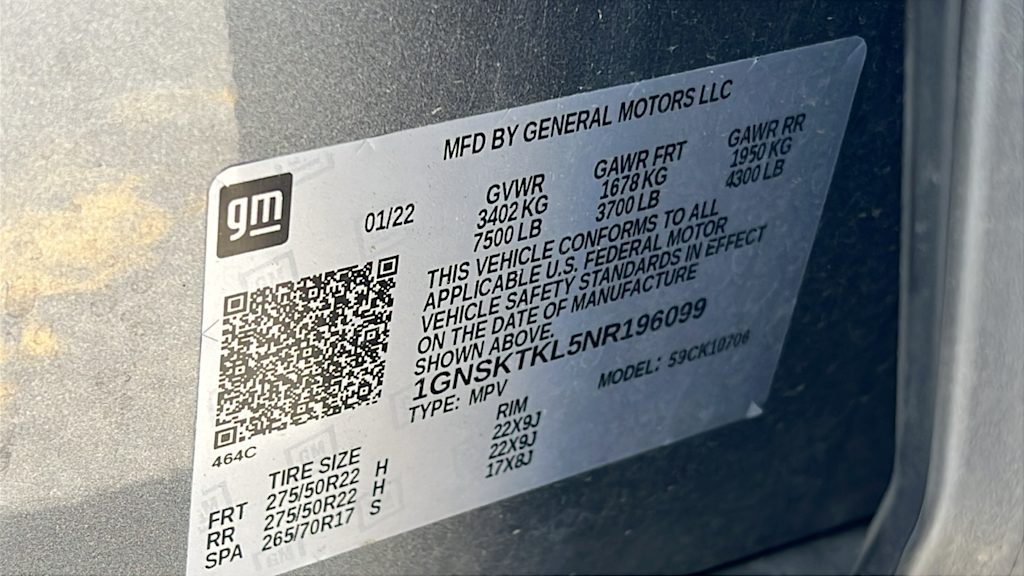 MFD BY GENERAL MOTORS LLC
gm
01/22
GVWR
3402 KG
7500 LB
GAWR FRT
1678 KG
3700 LB
GAWR RR
1950 KG
4300 LB
THIS VEHICLE CONFORMS TO ALL
APPLICABLE U.S. FEDERAL MOTOR
VEHICLE SAFETY STANDARDS IN EFFECT
ON THE DATE OF MANUFACTURE
SHOWN ABOVE.
1GNSKTKL5NR196099
TYPE: MPV
MODEL: 59CK10706
464C
TIRE SIZE RIM
FRT 275/50R22 H 22X9J
RR 275/50R22 H 22X9J
SPA 265/70R17 S 17X8J